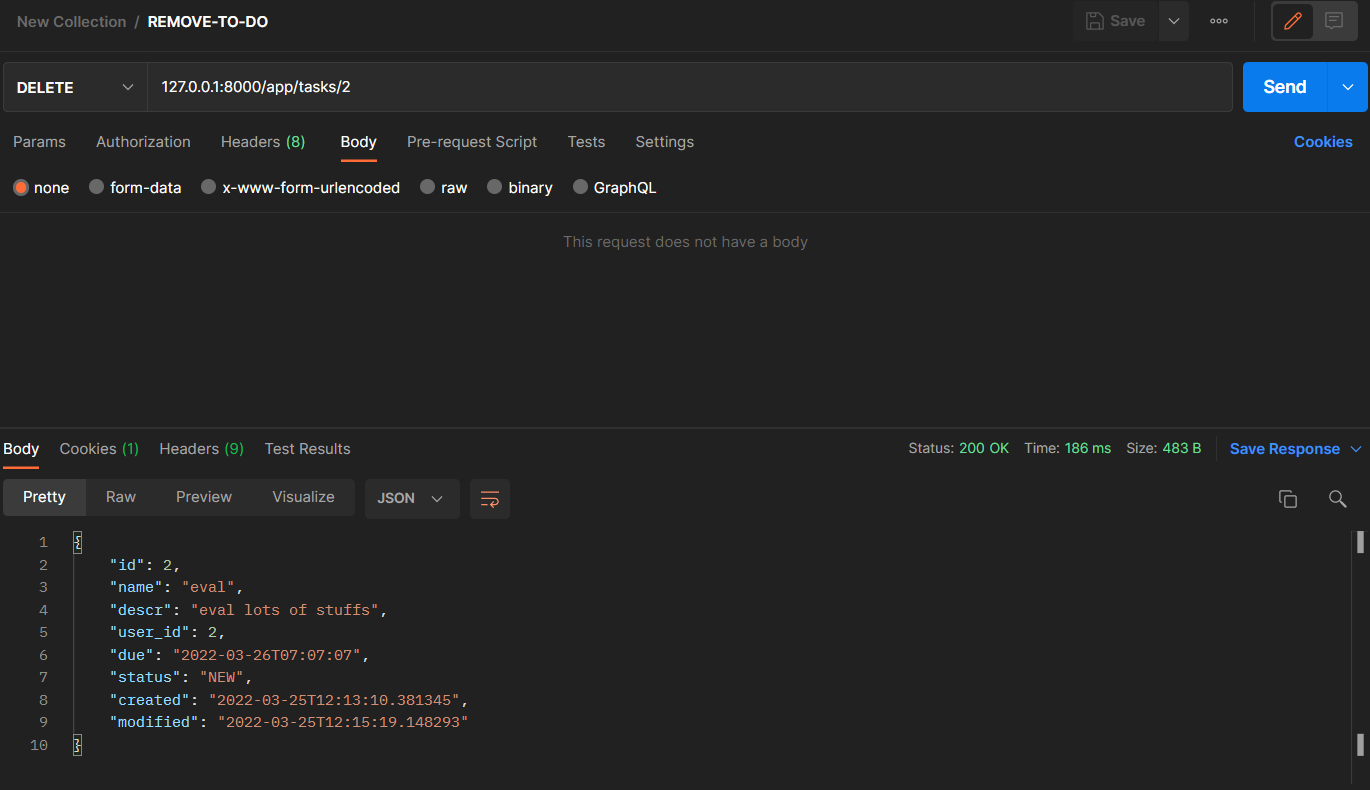 New Collection / REMOVE-TO-DO
Save
DELETE
127.0.0.1:8000/app/tasks/2
Send
Params Authorization Headers (8) Body Pre-request Script Tests Settings Cookies
none form-data x-www-form-urlencoded raw binary GraphQL
This request does not have a body
Body Cookies (1) Headers (9) Test Results Status: 200 OK Time: 186 ms Size: 483 B Save Response
Pretty Raw Preview Visualize JSON
1 {
2 "id": 2,
3 "name": "eval",
4 "descr": "eval lots of stuffs",
5 "user_id": 2,
6 "due": "2022-03-26T07:07:07",
7 "status": "NEW",
8 "created": "2022-03-25T12:13:10.381345",
9 "modified": "2022-03-25T12:15:19.148293"
10 }